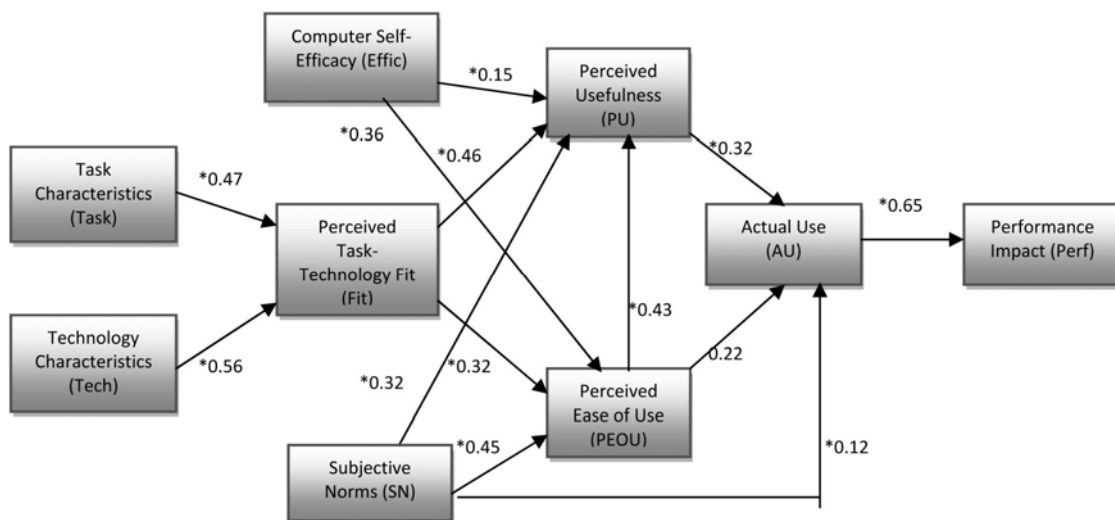 Computer Self-
Efficacy (Effic)
*0.15
Perceived
Usefulness
(PU)
*0.36
*0.46
*0.32
Task
Characteristics
(Task)
*0.47
Perceived
Task-
Technology Fit
(Fit)
Actual Use
(AU)
*0.65
Performance
Impact (Perf)
Technology
Characteristics
(Tech)
*0.56
*0.43
0.22
*0.32
*0.32
Perceived
Ease of Use
(PEOU)
*0.45
*0.12
Subjective
Norms (SN)